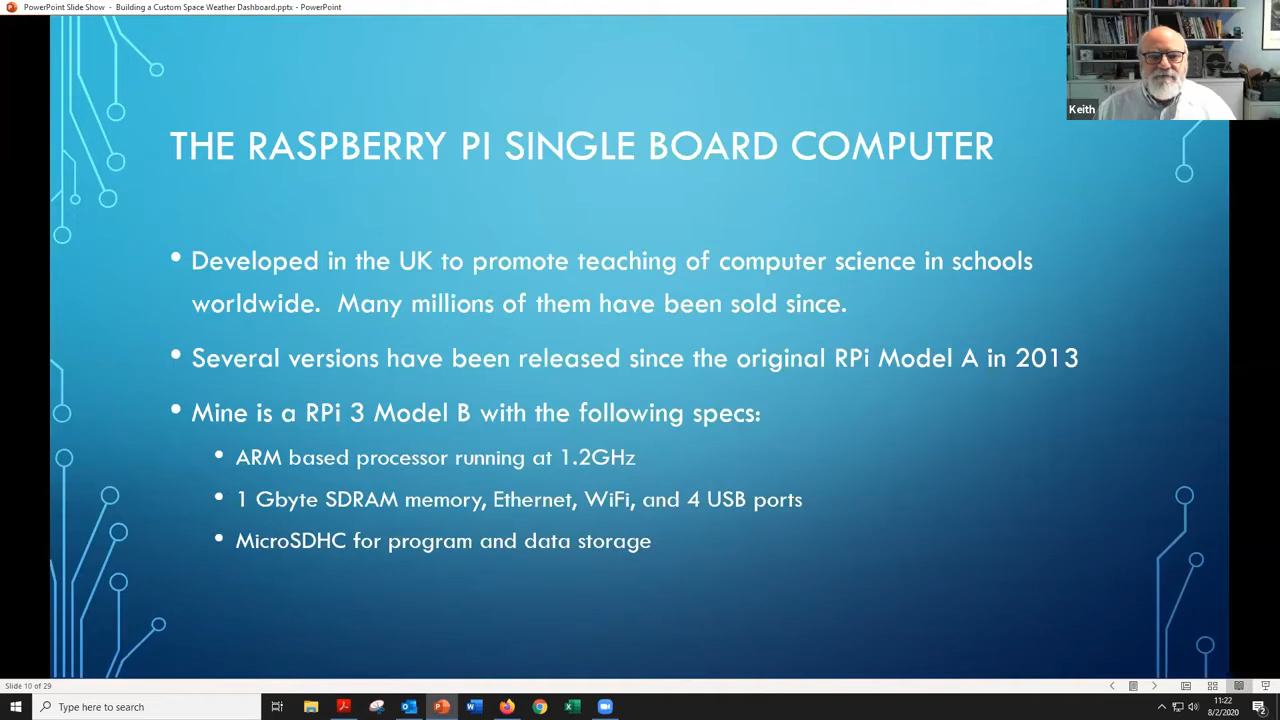 PowerPoint Slide Show - Building a Custom Space Weather Dashboard.pptx - PowerPoint
Keith
THE RASPBERRY PI SINGLE BOARD COMPUTER
• Developed in the UK to promote teaching of computer science in schools
worldwide. Many millions of them have been sold since.
• Several versions have been released since the original RPi Model A in 2013
• Mine is a RPi 3 Model B with the following specs:
• ARM based processor running at 1.2GHz
• 1 Gbyte SDRAM memory, Ethernet, WiFi, and 4 USB ports
• MicroSDHC for program and data storage
Slide 10 of 29
Type here to search
11:22
8/2/2020
2